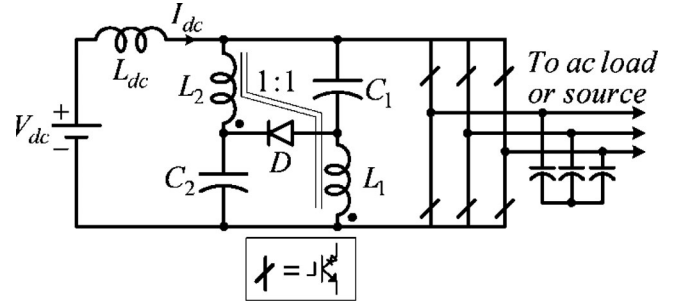 I_dc
L_dc
L_2
1:1
C_1
To ac load
or source
V_dc
+
−
D
C_2
L_1
=